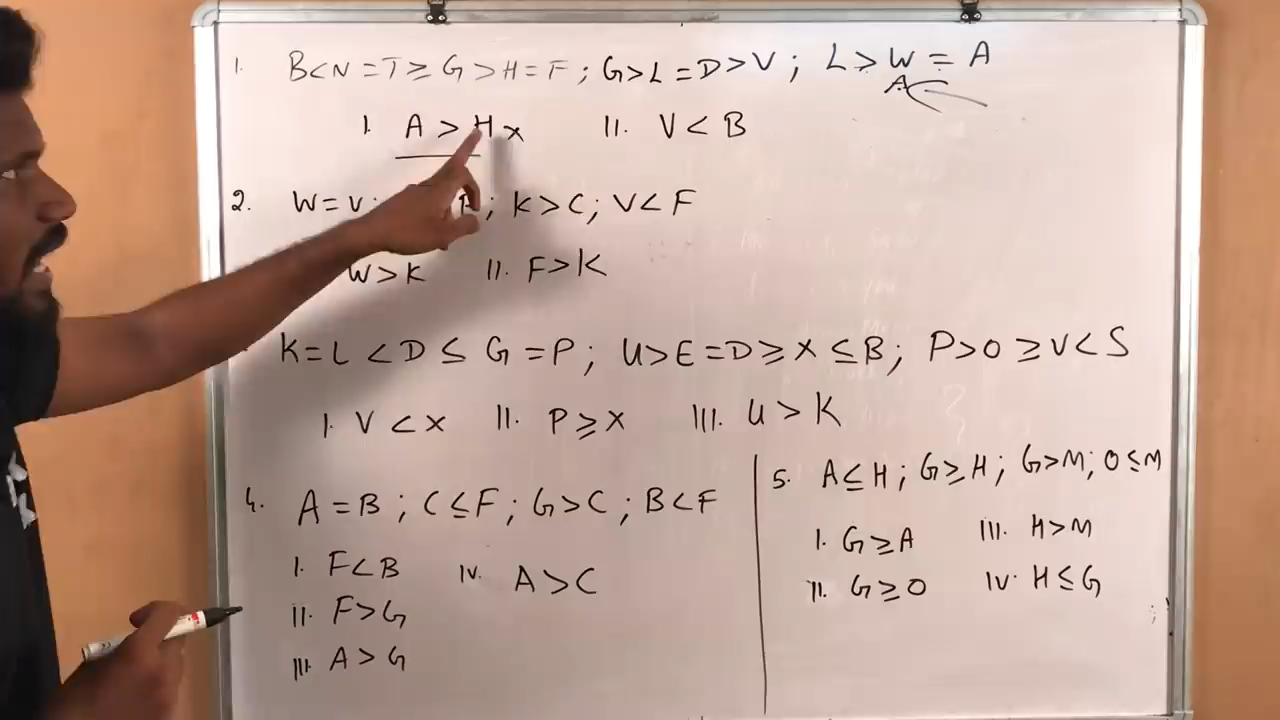 1. B<N=T≥G>H=F; G>L=D>V; L>W=A
A
I. A>H x II. V<B
2. W=V; ; K>C; V<F
W>K II. F>K
K=L<D≤G=P; U>E=D≥X≤B; P>O≥V<S
I. V<X II. P≥X III. U>K
4. A=B; C≤F; G>C; B<F
I. F<B IV. A>C
II. F>G
III. A>G
5. A≤H; G≥H; G>M; O≤M
I. G≥A III. H>M
II. G≥O IV. H≤G